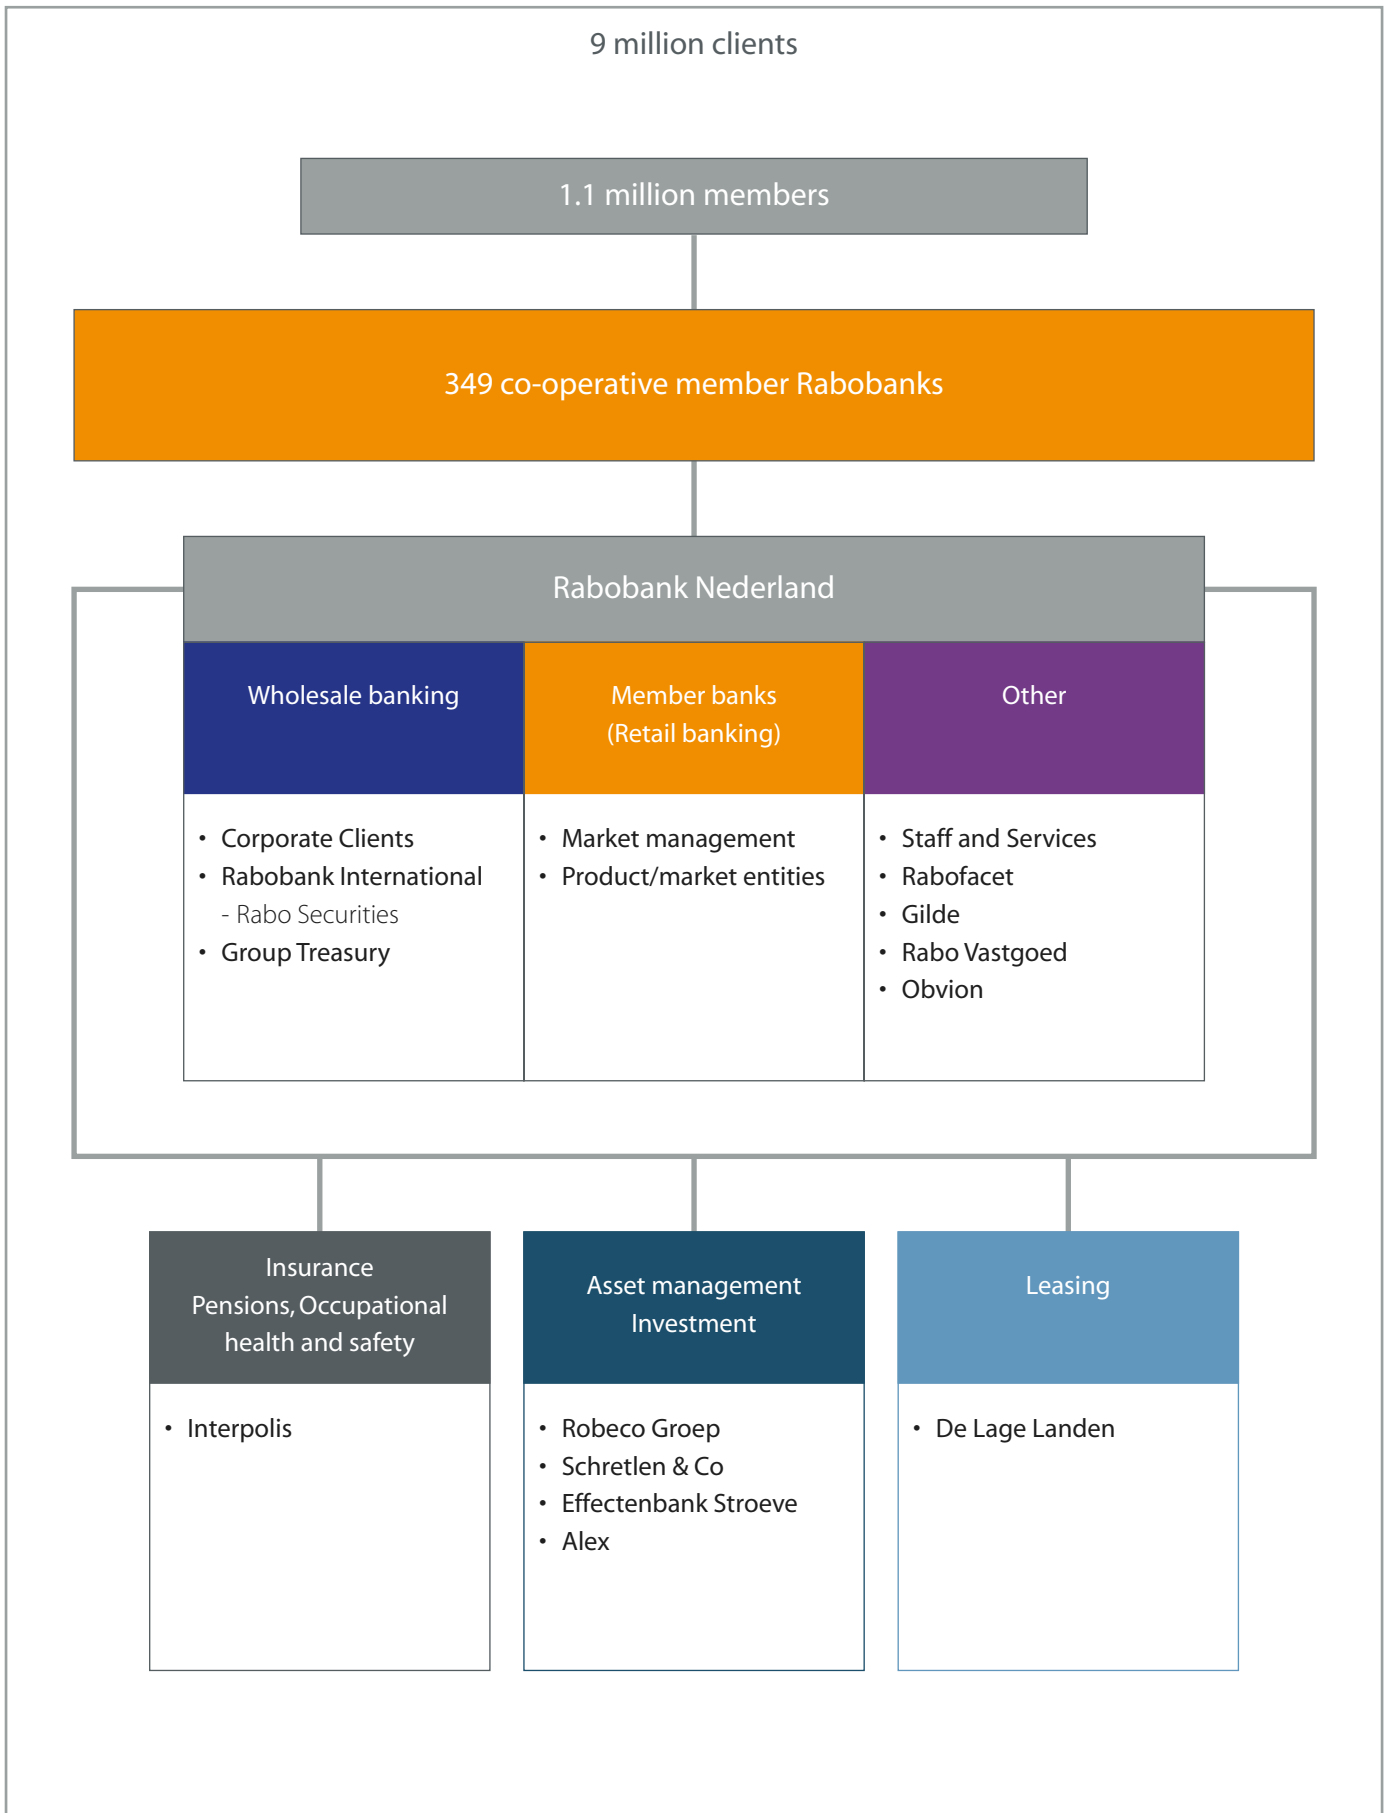 9 million clients
1.1 million members
349 co-operative member Rabobanks
Rabobank Nederland
Wholesale banking
Member banks
(Retail banking)
Other
• Corporate Clients
• Rabobank International
- Rabo Securities
• Group Treasury
• Market management
• Product/market entities
• Staff and Services
• Rabofacet
• Gilde
• Rabo Vastgoed
• Obvion
Insurance
Pensions, Occupational
health and safety
Asset management
Investment
Leasing
• Interpolis
• Robeco Groep
• Schretlen & Co
• Effectenbank Stroeve
• Alex
• De Lage Landen